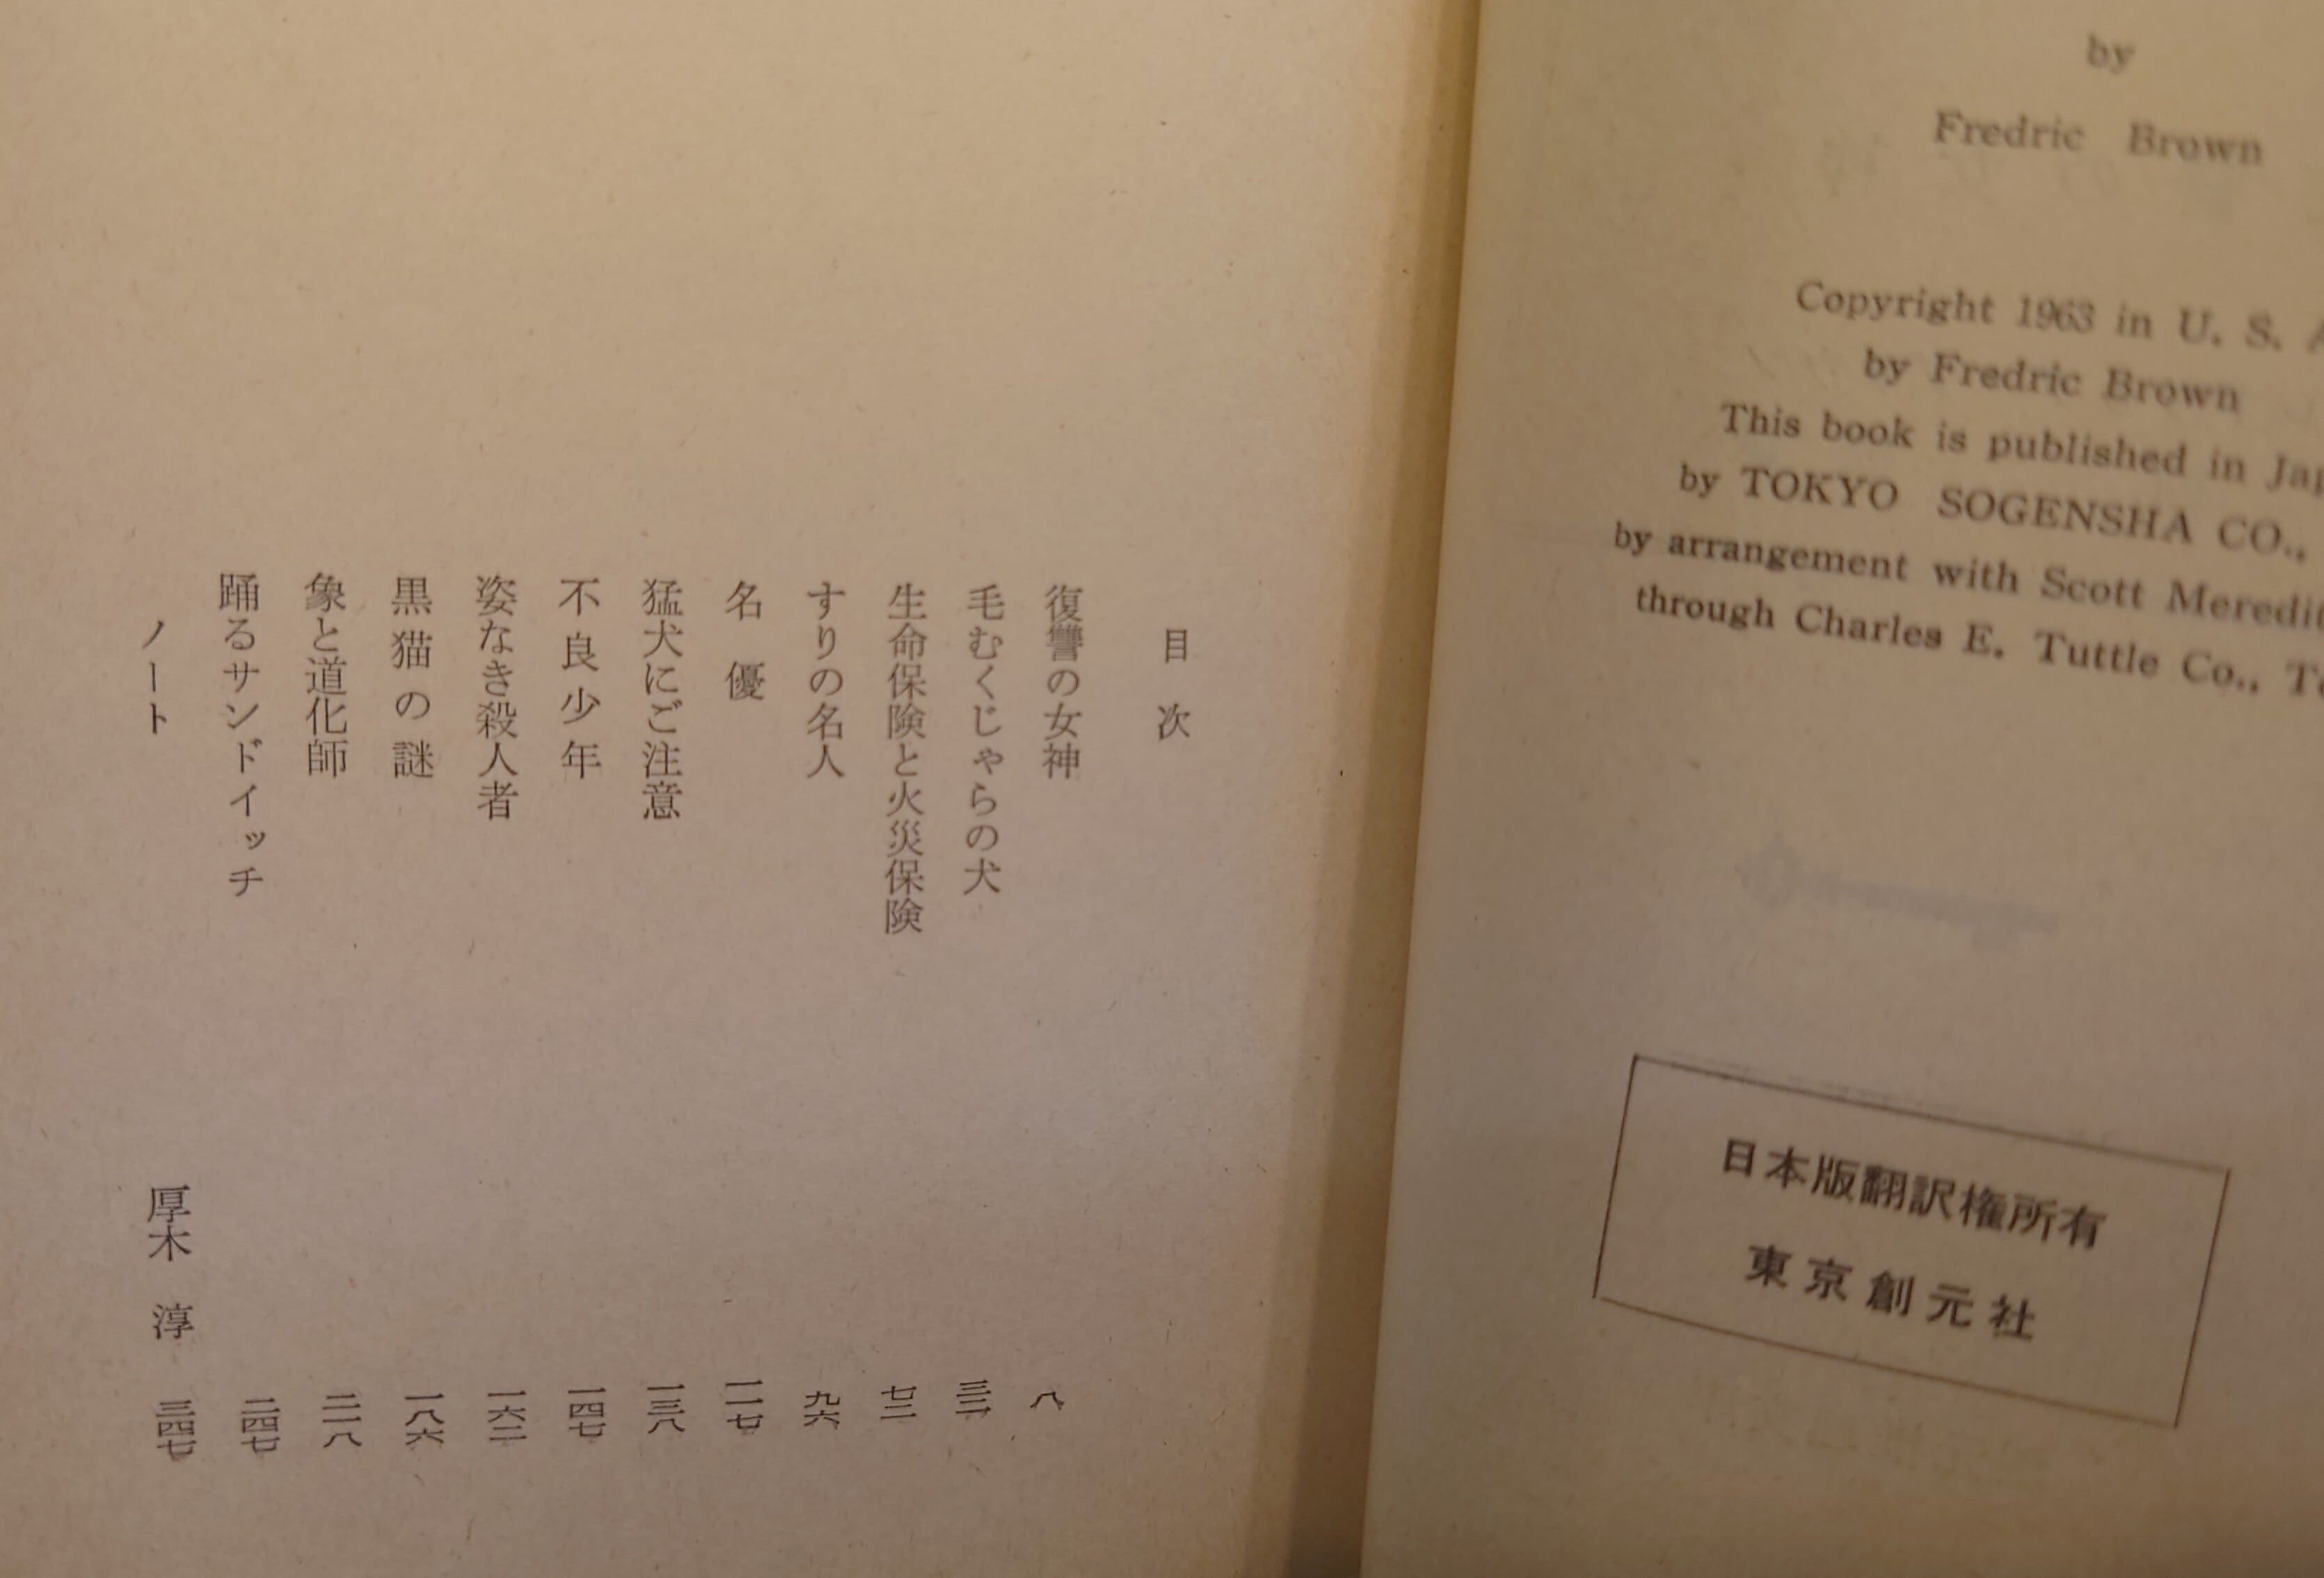 by
Fredric Brown
Copyright 1963 in U. S.
by Fredric Brown
This book is published in
by TOKYO SOGENSHA CO.,
by arrangement with Scott
through Charles E. Tuttle Co.,
日本版翻訳権所有
東京創元社
目次
復讐の女神 八
毛むくじゃらの犬 三二
生命保険と火災保険 七二
すりの名人 九六
名優 一一七
猛犬にご注意 一三八
不良少年 一四七
姿なき殺人者 一六二
黒猫の謎 一八六
象と道化師 二一八
踊るサンドイッチ 二四七
ノート 厚木淳 三四七